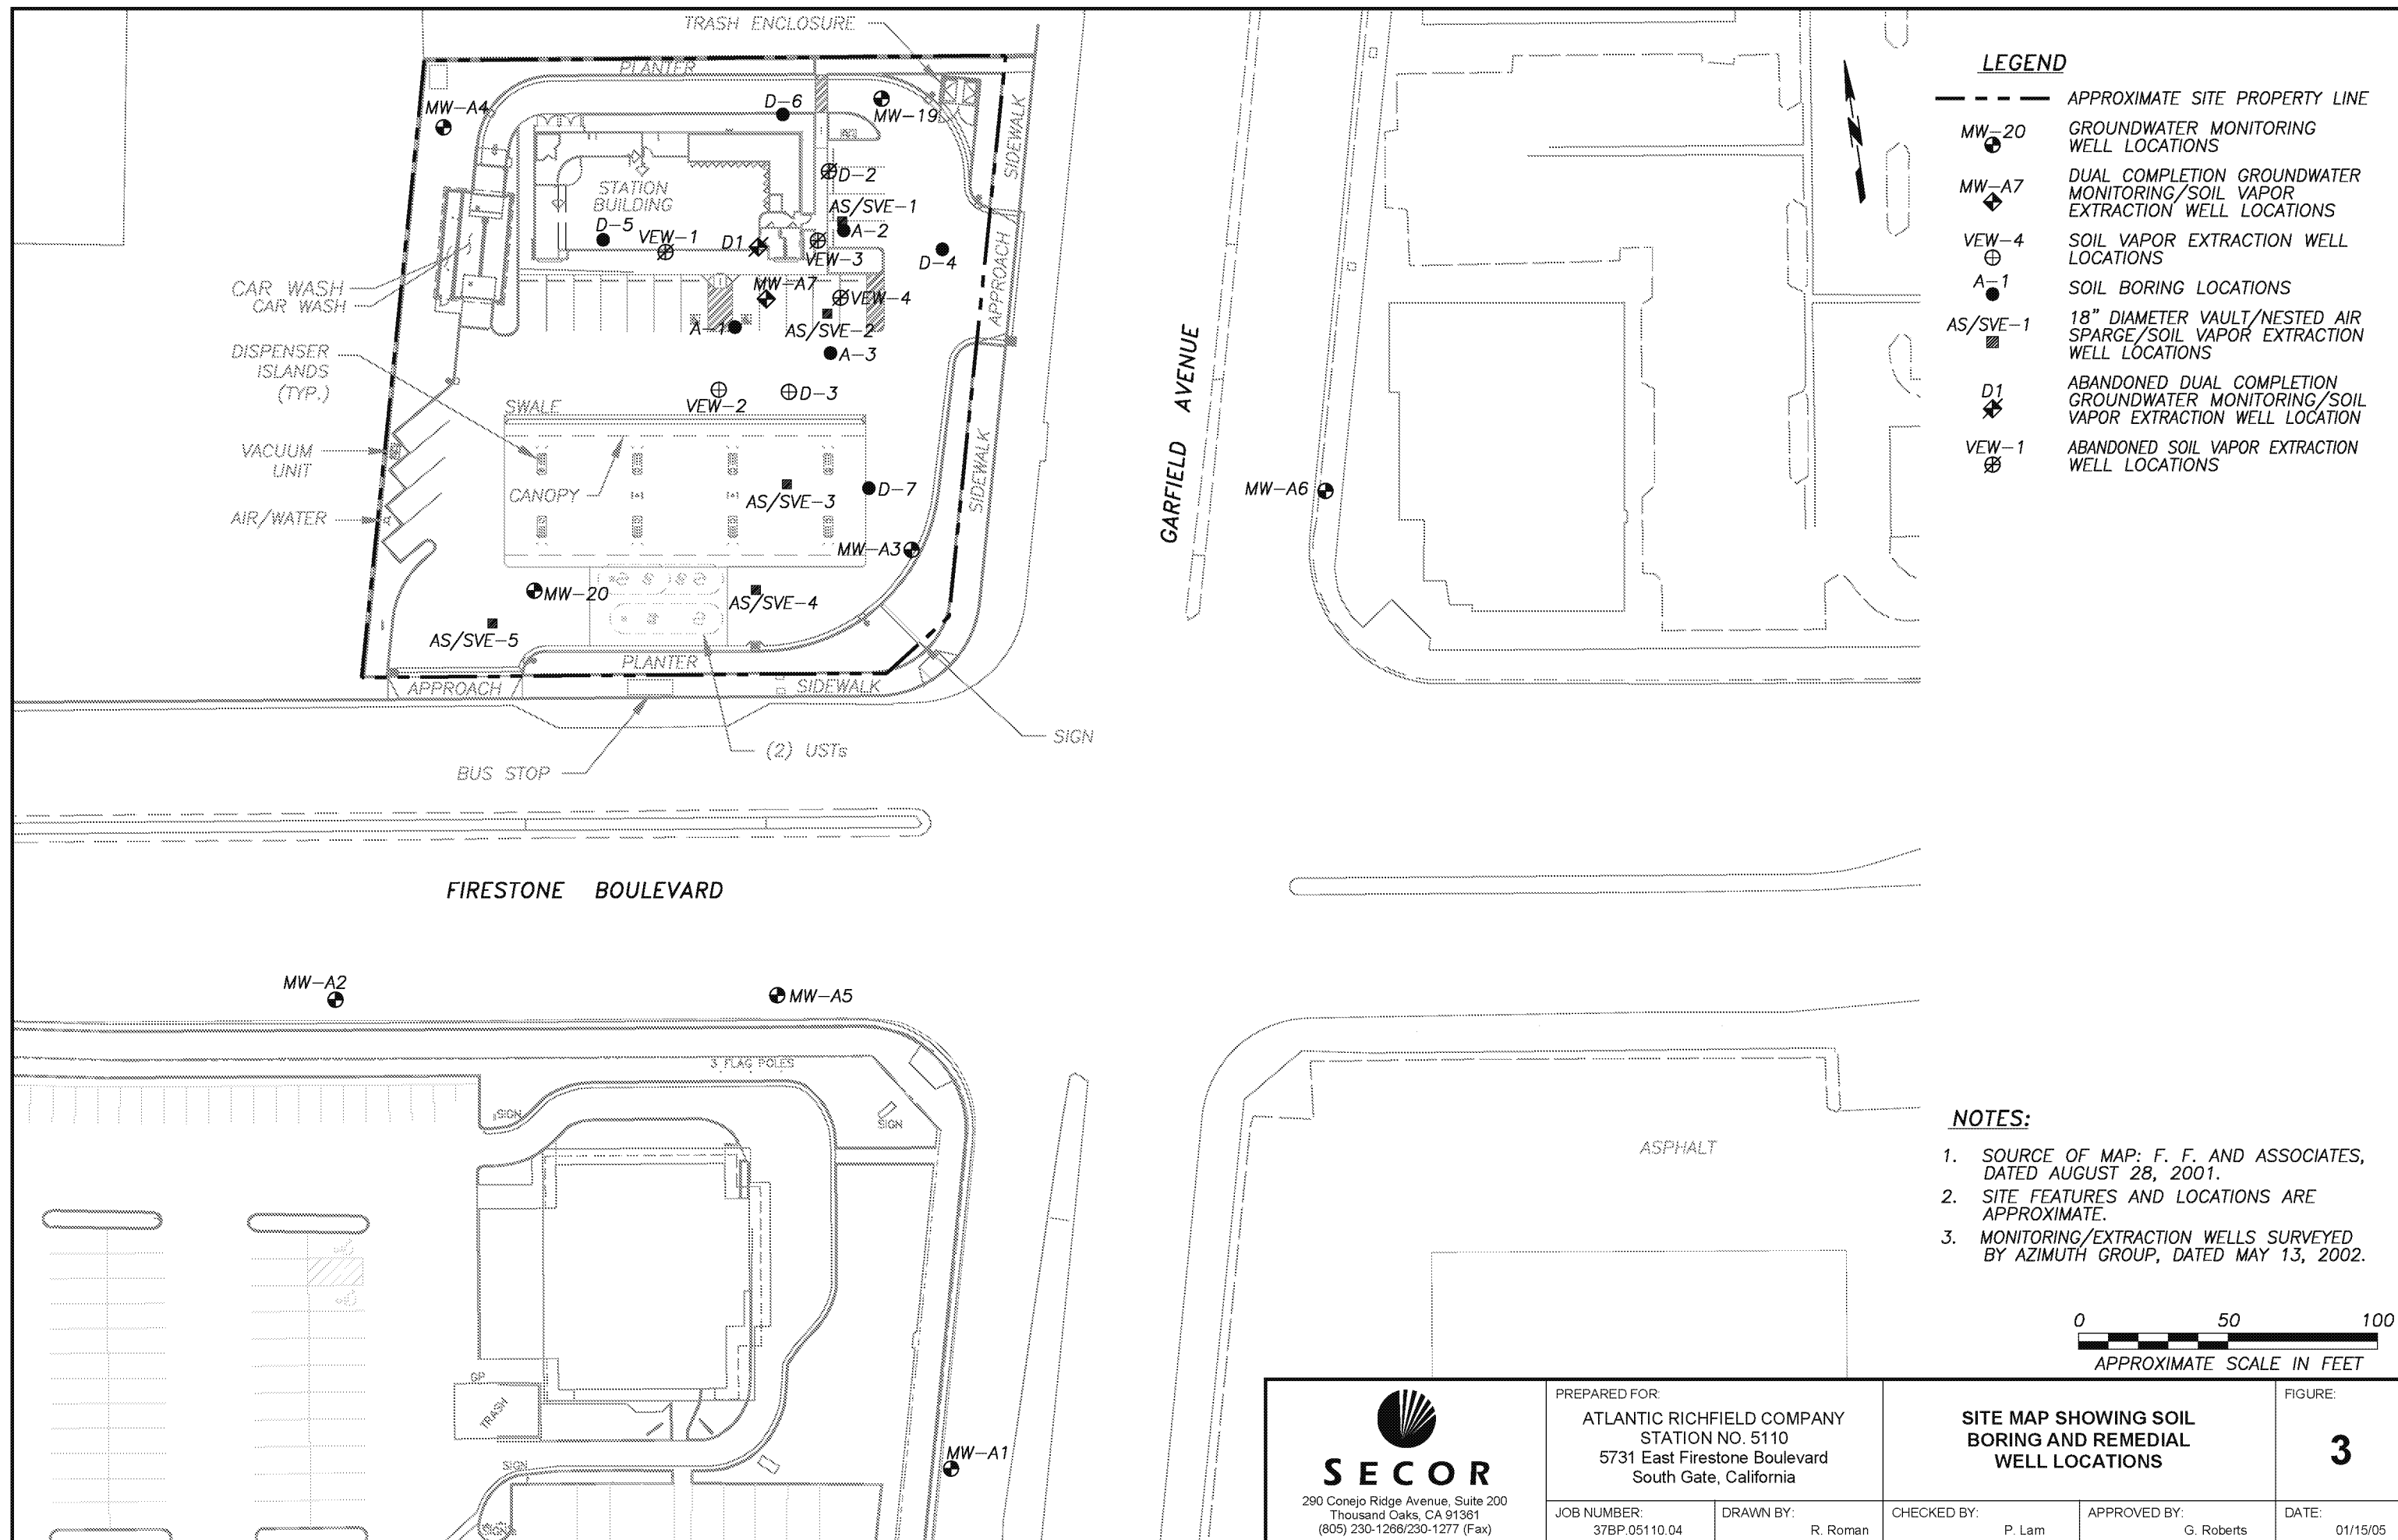 TRASH ENCLOSURE
PLANTER
MW-A4
D-6
MW-19
SIDEWALK
D-2
STATION
BUILDING
AS/SVE-1
A-2
D-5
VEW-1
D1
VEW-3
D-4
APPROACH
CAR WASH
CAR WASH
MW-A7
VEW-4
A-1
AS/SVE-2
A-3
DISPENSER
ISLANDS
(TYP.)
VEW-2
D-3
SWALE
VACUUM
UNIT
CANOPY
AS/SVE-3
D-7
SIDEWALK
AIR/WATER
MW-A3
MW-20
AS/SVE-4
AS/SVE-5
PLANTER
APPROACH
SIDEWALK
SIGN
(2) USTs
BUS STOP
GARFIELD AVENUE
MW-A6
FIRESTONE BOULEVARD
MW-A2
MW-A5
3 FLAG POLES
SIGN
SIGN
ASPHALT
GP
TRASH
SIGN
SIGN
MW-A1
LEGEND
APPROXIMATE SITE PROPERTY LINE
MW-20
GROUNDWATER MONITORING
WELL LOCATIONS
MW-A7
DUAL COMPLETION GROUNDWATER
MONITORING/SOIL VAPOR
EXTRACTION WELL LOCATIONS
VEW-4
SOIL VAPOR EXTRACTION WELL
LOCATIONS
A-1
SOIL BORING LOCATIONS
AS/SVE-1
18" DIAMETER VAULT/NESTED AIR
SPARGE/SOIL VAPOR EXTRACTION
WELL LOCATIONS
D1
ABANDONED DUAL COMPLETION
GROUNDWATER MONITORING/SOIL
VAPOR EXTRACTION WELL LOCATION
VEW-1
ABANDONED SOIL VAPOR EXTRACTION
WELL LOCATIONS
NOTES:
1. SOURCE OF MAP: F. F. AND ASSOCIATES,
DATED AUGUST 28, 2001.
2. SITE FEATURES AND LOCATIONS ARE
APPROXIMATE.
3. MONITORING/EXTRACTION WELLS SURVEYED
BY AZIMUTH GROUP, DATED MAY 13, 2002.
0 50 100
APPROXIMATE SCALE IN FEET
SECOR
290 Conejo Ridge Avenue, Suite 200
Thousand Oaks, CA 91361
(805) 230-1266/230-1277 (Fax)
PREPARED FOR:
ATLANTIC RICHFIELD COMPANY
STATION NO. 5110
5731 East Firestone Boulevard
South Gate, California
SITE MAP SHOWING SOIL
BORING AND REMEDIAL
WELL LOCATIONS
FIGURE:
3
JOB NUMBER:
37BP.05110.04
DRAWN BY:
R. Roman
CHECKED BY:
P. Lam
APPROVED BY:
G. Roberts
DATE:
01/15/05